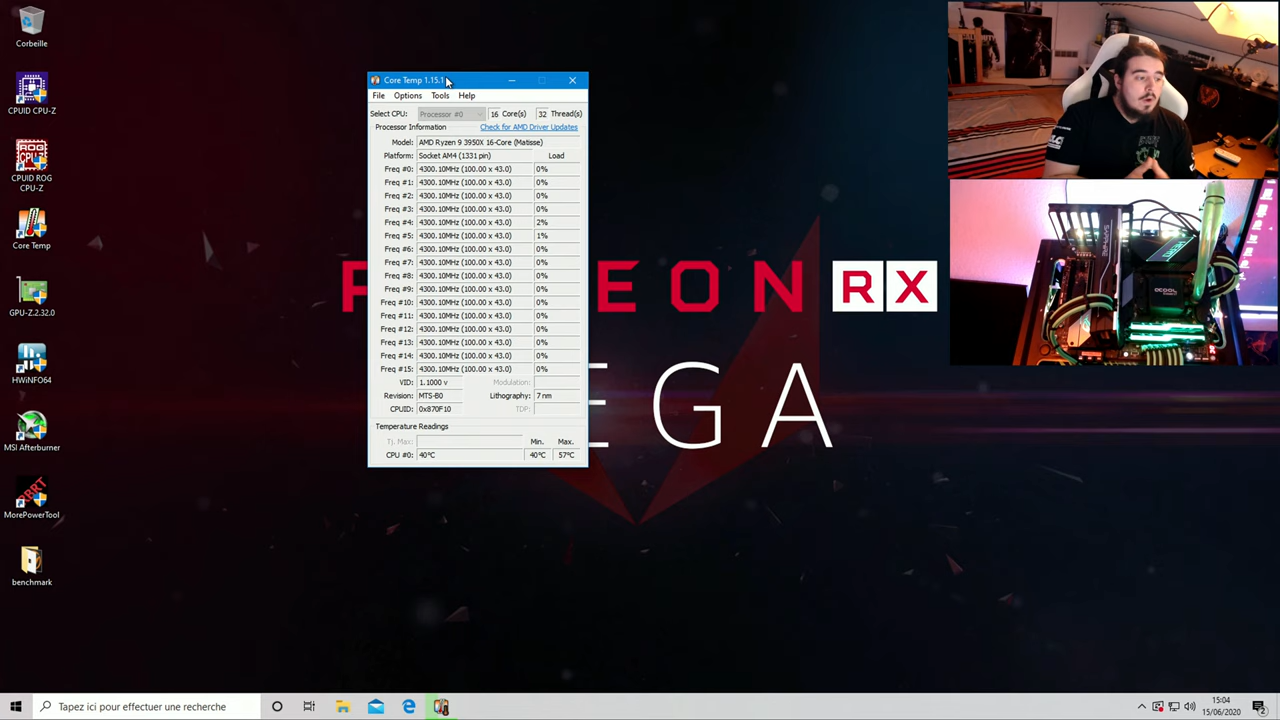 Corbeille
CPUID CPU-Z
ROG
CPUID ROG
CPU-Z
Core Temp
GPU-Z.2.32.0
HWiNFO64
MSI Afterburner
RBRT
MorePowerTool
benchmark
Core Temp 1.15.1
File Options Tools Help
Select CPU: Processor #0 16 Core(s) 32 Thread(s)
Processor Information Check for AMD Driver Updates
Model: AMD Ryzen 9 3950X 16-Core (Matisse)
Platform: Socket AM4 (1331 pin) Load
Freq #0: 4300.10MHz (100.00 x 43.0) 0%
Freq #1: 4300.10MHz (100.00 x 43.0) 0%
Freq #2: 4300.10MHz (100.00 x 43.0) 0%
Freq #3: 4300.10MHz (100.00 x 43.0) 0%
Freq #4: 4300.10MHz (100.00 x 43.0) 2%
Freq #5: 4300.10MHz (100.00 x 43.0) 1%
Freq #6: 4300.10MHz (100.00 x 43.0) 0%
Freq #7: 4300.10MHz (100.00 x 43.0) 0%
Freq #8: 4300.10MHz (100.00 x 43.0) 0%
Freq #9: 4300.10MHz (100.00 x 43.0) 0%
Freq #10: 4300.10MHz (100.00 x 43.0) 0%
Freq #11: 4300.10MHz (100.00 x 43.0) 0%
Freq #12: 4300.10MHz (100.00 x 43.0) 0%
Freq #13: 4300.10MHz (100.00 x 43.0) 0%
Freq #14: 4300.10MHz (100.00 x 43.0) 0%
Freq #15: 4300.10MHz (100.00 x 43.0) 0%
VID: 1.1000 v Modulation:
Revision: MTS-B0 Lithography: 7 nm
CPUID: 0x870F10 TDP:
Temperature Readings
Tj. Max: Min. Max.
CPU #0: 40°C 40°C 57°C
R EON RX
EGA
Tapez ici pour effectuer une recherche
15:04
15/06/2020
2